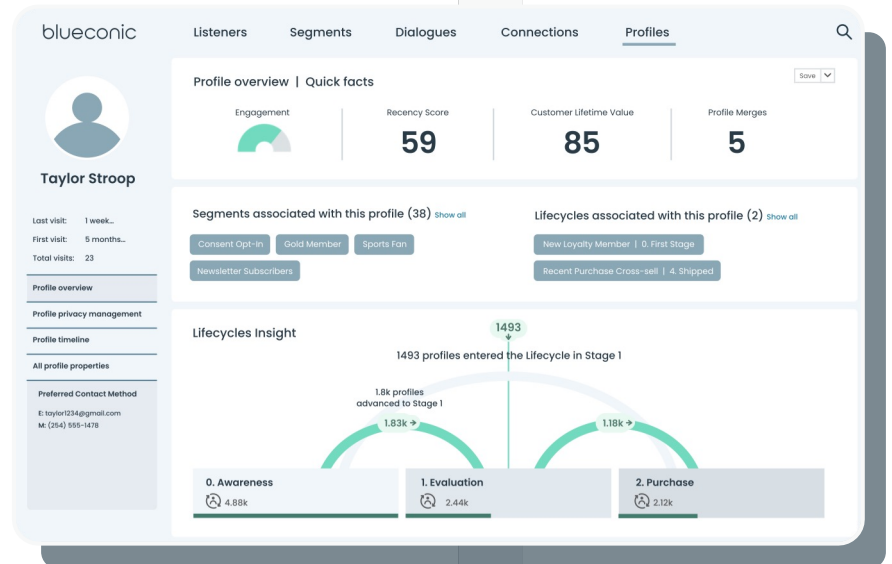 blueconic
Listeners
Segments
Dialogues
Connections
Profiles
Taylor Stroop
Last visit: 1 week...
First visit: 5 months...
Total visits: 23
Profile overview
Profile privacy management
Profile timeline
All profile properties
Preferred Contact Method
E: taylor1234@gmail.com
M: (254) 555-1478
Profile overview | Quick facts
Save
Engagement
Recency Score
59
Customer Lifetime Value
85
Profile Merges
5
Segments associated with this profile (38) Show all
Consent Opt-In
Gold Member
Sports Fan
Newsletter Subscribers
Lifecycles associated with this profile (2) Show all
New Loyalty Member | 0. First Stage
Recent Purchase Cross-sell | 4. Shipped
Lifecycles Insight
1493
1493 profiles entered the Lifecycle in Stage 1
1.8k profiles
advanced to Stage 1
1.83k →
1.18k →
0. Awareness
4.88k
1. Evaluation
2.44k
2. Purchase
2.12k